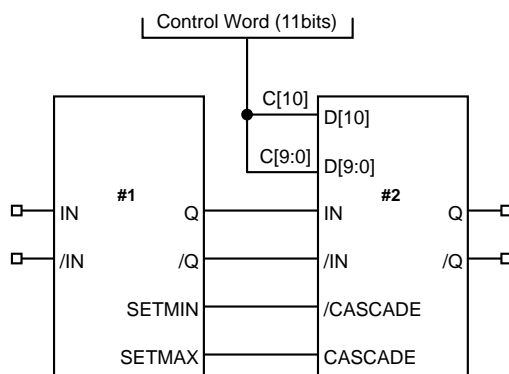 Control Word (11bits)
C[10]
D[10]
C[9:0]
D[9:0]
#1
#2
IN
Q
IN
Q
/IN
/Q
/IN
/Q
SETMIN
/CASCADE
SETMAX
CASCADE